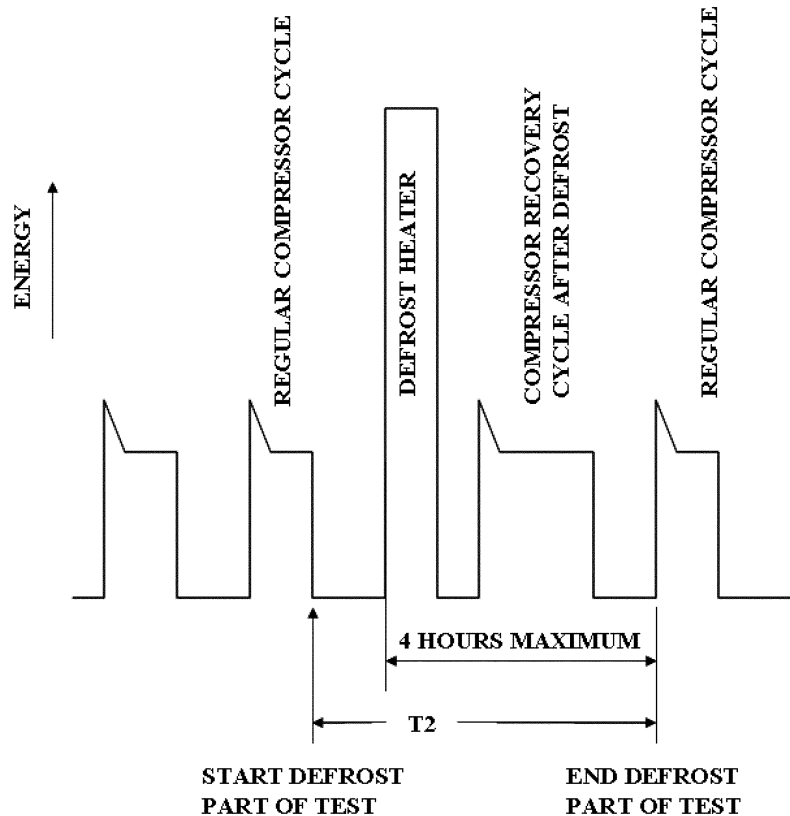 ENERGY
REGULAR COMPRESSOR CYCLE
DEFROST HEATER
COMPRESSOR RECOVERY
CYCLE AFTER DEFROST
REGULAR COMPRESSOR CYCLE
4 HOURS MAXIMUM
T2
START DEFROST
PART OF TEST
END DEFROST
PART OF TEST